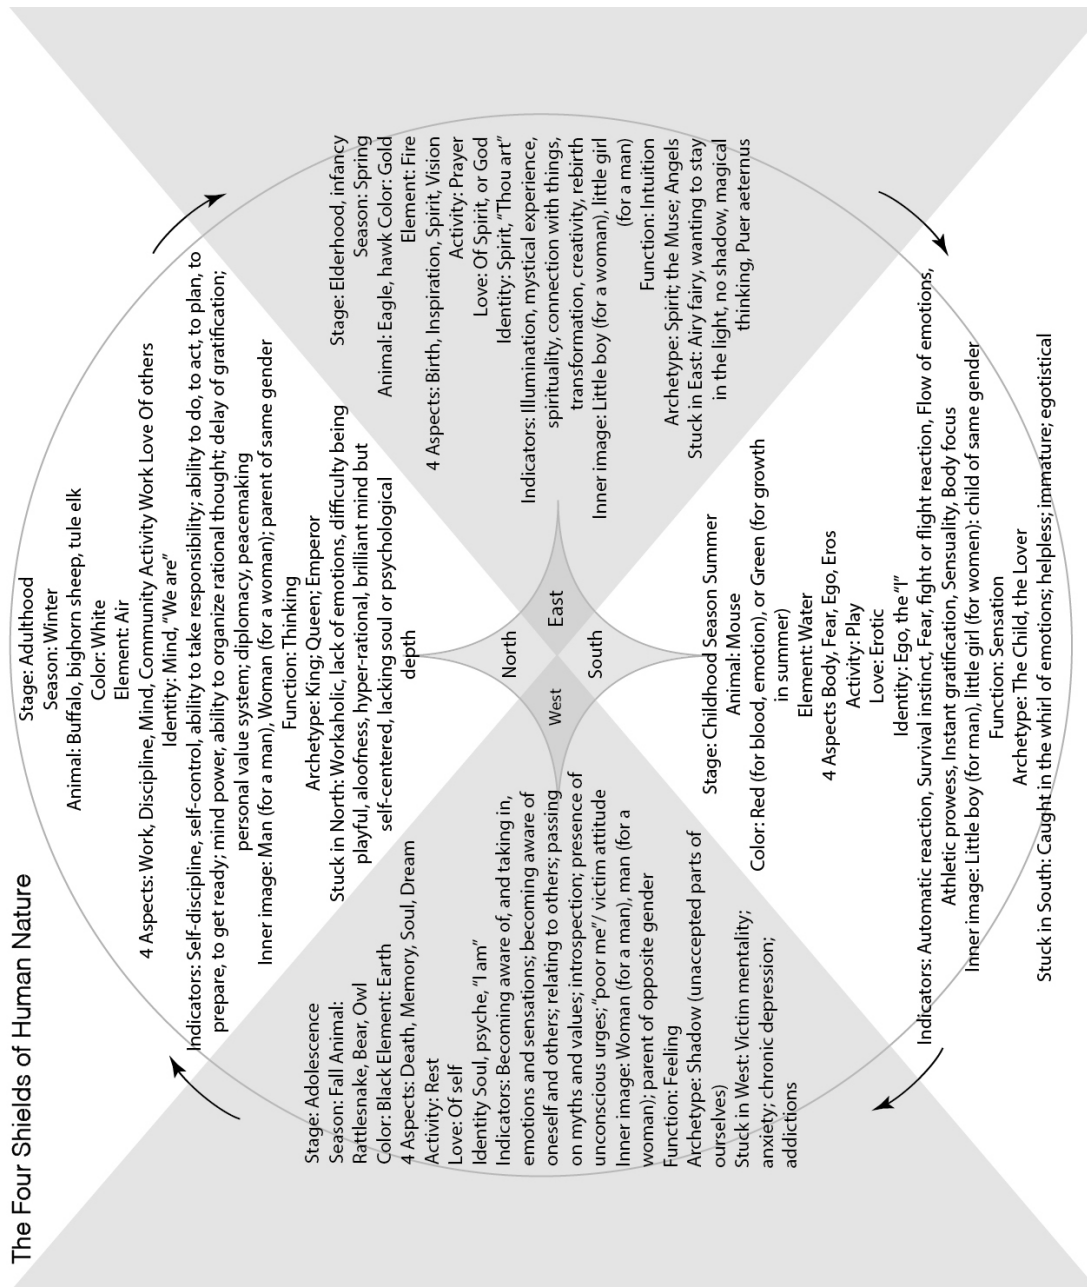 The Four Shields of Human Nature
Stage: Adulthood
Season: Winter
Animal: Buffalo, bighorn sheep, tule elk
Color: White
Element: Air
4 Aspects: Work, Discipline, Mind, Community Activity Work Love Of others
Identity: Mind, “We are”
Indicators: Self-discipline, self-control, ability to take responsibility; ability to do, to act, to plan, to
prepare, to get ready; mind power, ability to organize rational thought; delay of gratification;
personal value system; diplomacy, peacemaking
Inner image: Man (for a man), Woman (for a woman); parent of same gender
Function: Thinking
Archetype: King; Queen; Emperor
Stuck in North: Workaholic, lack of emotions, difficulty being
playful, aloofness, hyper-rational, brilliant mind but
self-centered, lacking soul or psychological
depth
Stage: Adolescence
Season: Fall Animal:
Rattlesnake, Bear, Owl
Color: Black Element: Earth
4 Aspects: Death, Memory, Soul, Dream
Activity: Rest
Love: Of self
Identity Soul, psyche, “I am”
Indicators: Becoming aware of, and taking in,
emotions and sensations; becoming aware of
oneself and others; relating to others; passing
on myths and values; introspection; presence of
unconscious urges; “poor me”/ victim attitude
Inner image: Woman (for a man), man (for a
woman); parent of opposite gender
Function: Feeling
Archetype: Shadow (unaccepted parts of
ourselves)
Stuck in West: Victim mentality;
anxiety; chronic depression;
addictions
North
West
East
South
Stage: Elderhood, infancy
Season: Spring
Animal: Eagle, hawk Color: Gold
Element: Fire
4 Aspects: Birth, Inspiration, Spirit, Vision
Activity: Prayer
Love: Of Spirit, or God
Identity: Spirit, “Thou art”
Indicators: Illumination, mystical experience,
spirituality, connection with things,
transformation, creativity, rebirth
Inner image: Little boy (for a woman), little girl
(for a man)
Function: Intuition
Archetype: Spirit; the Muse; Angels
Stuck in East: Airy fairy, wanting to stay
in the light, no shadow, magical
thinking, Puer aeternus
Stage: Childhood Season Summer
Animal: Mouse
Color: Red (for blood, emotion), or Green (for growth
in summer)
Element: Water
4 Aspects Body, Fear, Ego, Eros
Activity: Play
Love: Erotic
Identity: Ego, the “I”
Indicators: Automatic reaction, Survival instinct, Fear, fight or flight reaction, Flow of emotions,
Athletic prowess, Instant gratification, Sensuality, Body focus
Inner image: Little boy (for man), little girl (for women): child of same gender
Function: Sensation
Archetype: The Child, the Lover
Stuck in South: Caught in the whirl of emotions; helpless; immature; egotistical